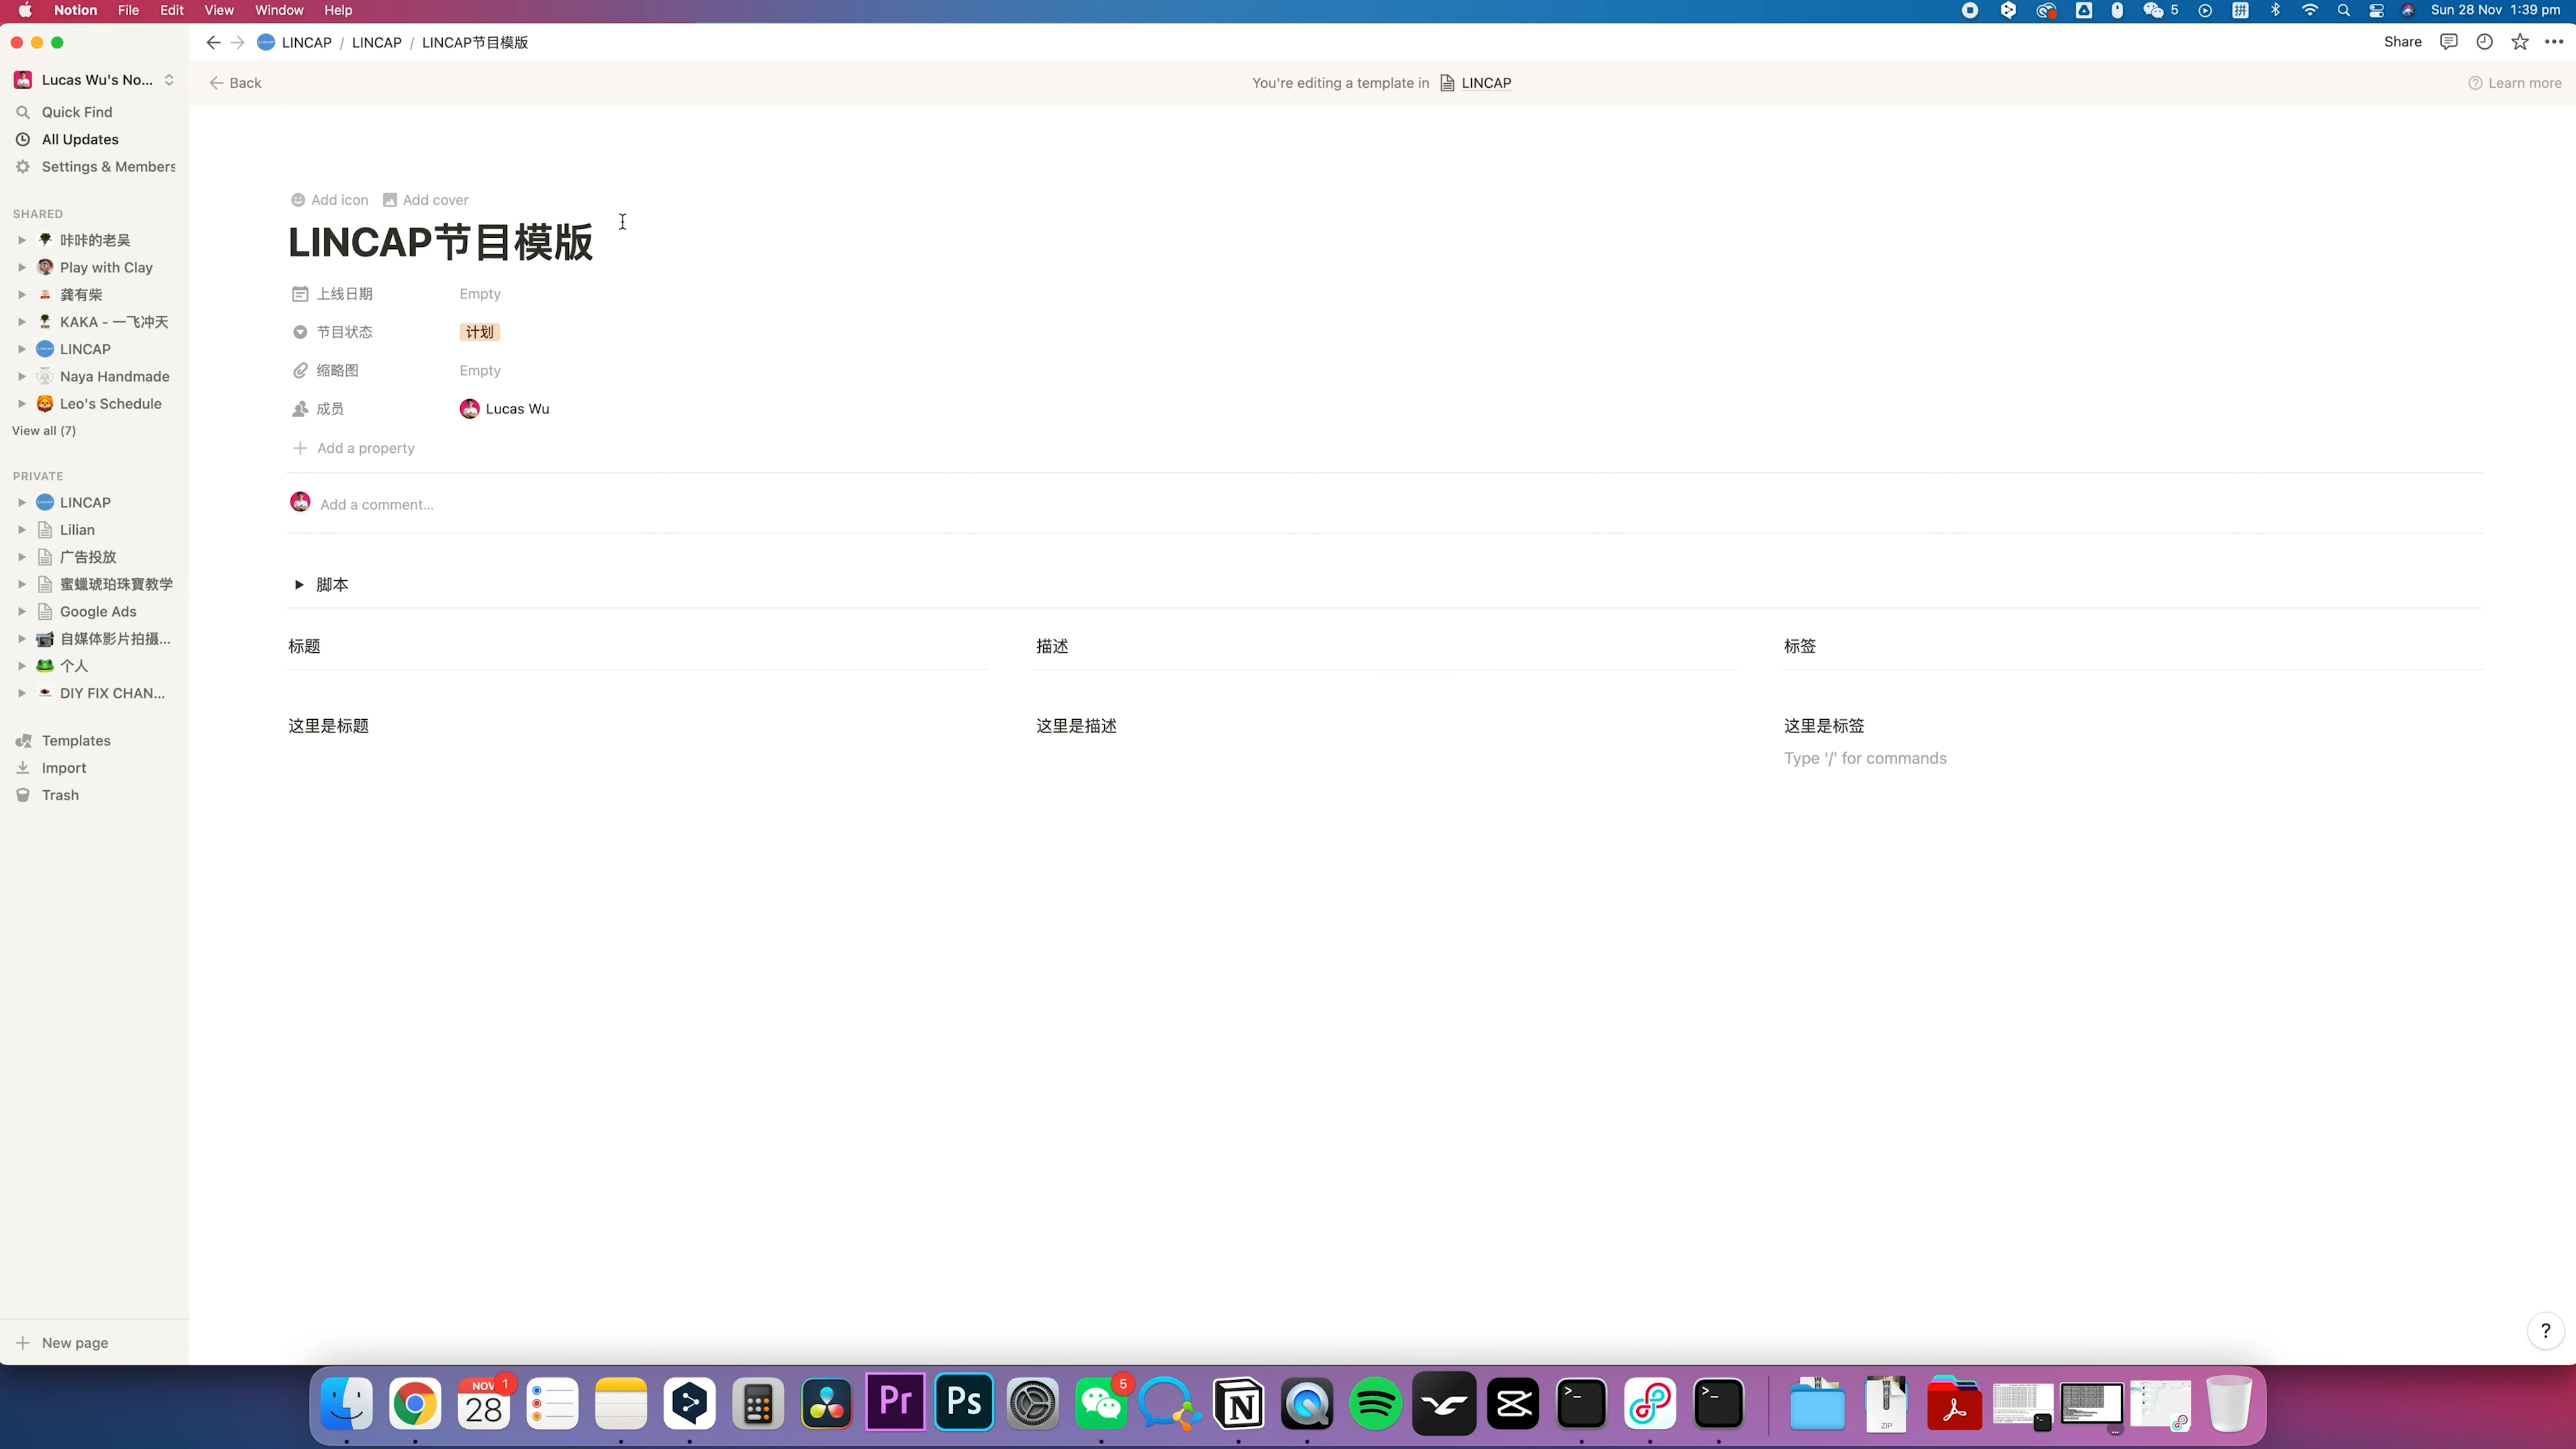 Notion File Edit View Window Help
5 Sun 28 Nov 1:39 pm
LINCAP / LINCAP / LINCAP节目模版
Share
Lucas Wu's No...
Back
You're editing a template in LINCAP
Learn more
Quick Find
All Updates
Settings & Members
SHARED
咔咔的老吴
Play with Clay
龚有柴
KAKA - 一飞冲天
LINCAP
Naya Handmade
Leo's Schedule
View all (7)
PRIVATE
LINCAP
Lilian
广告投放
蜜蠟琥珀珠寶教学
Google Ads
自媒体影片拍摄...
个人
DIY FIX CHAN...
Templates
Import
Trash
New page
Add icon Add cover
LINCAP节目模版
上线日期 Empty
节目状态 计划
缩略图 Empty
成员 Lucas Wu
Add a property
Add a comment...
脚本
标题 描述 标签
这里是标题 这里是描述 这里是标签
Type '/' for commands
?
NOV 1
28
Pr
Ps
5
ZIP